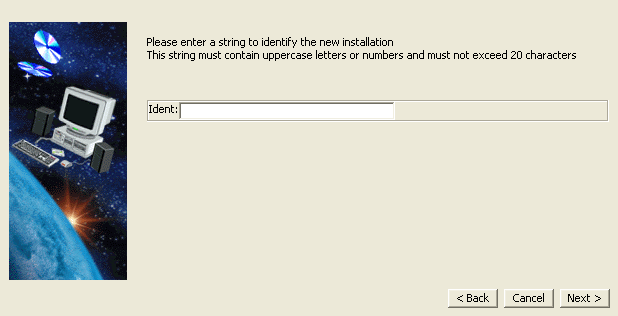 Please enter a string to identify the new installation
This string must contain uppercase letters or numbers and must not exceed 20 characters
Ident:
< Back Cancel Next >